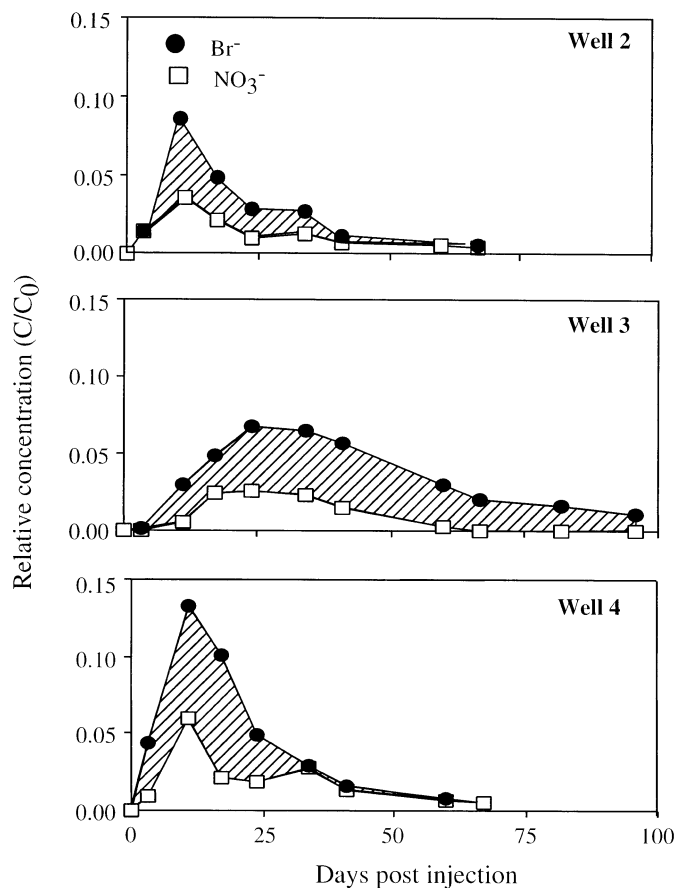 0.15
Well 2
Br⁻
NO₃⁻
0.10
0.05
0.00
0.15
Well 3
0.10
0.05
0.00
0.15
Well 4
0.10
0.05
0.00
0 25 50 75 100
Relative concentration (C/C₀)
Days post injection